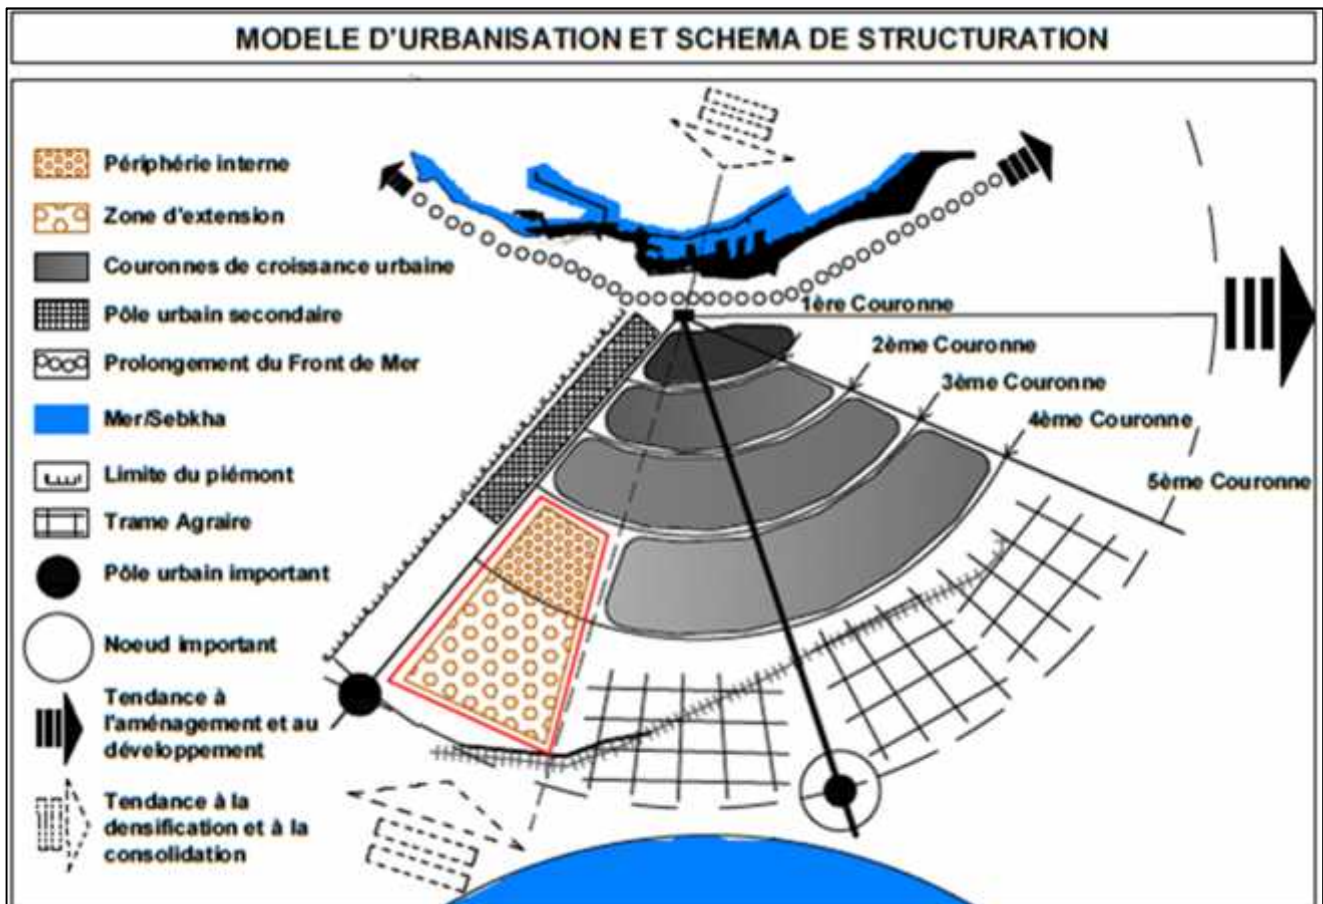 MODELE D'URBANISATION ET SCHEMA DE STRUCTURATION
Périphérie interne
Zone d'extension
Couronnes de croissance urbaine
Pôle urbain secondaire
Prolongement du Front de Mer
Mer/Sebkha
Limite du piémont
Trame Agraire
Pôle urbain important
Noeud important
Tendance à
l'aménagement et au
développement
Tendance à la
densification et à la
consolidation
1ère Couronne
2ème Couronne
3ème Couronne
4ème Couronne
5ème Couronne